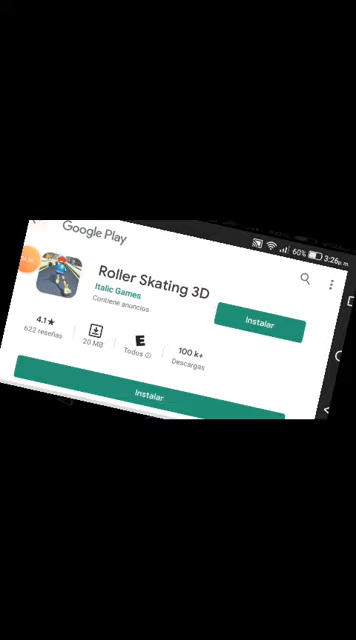 60% 3:26p. m.
Google Play
Roller Skating 3D
Italic Games
Contiene anuncios
Instalar
4.1★
622 reseñas
20 MB
E
Todos
100 k+
Descargas
Instalar